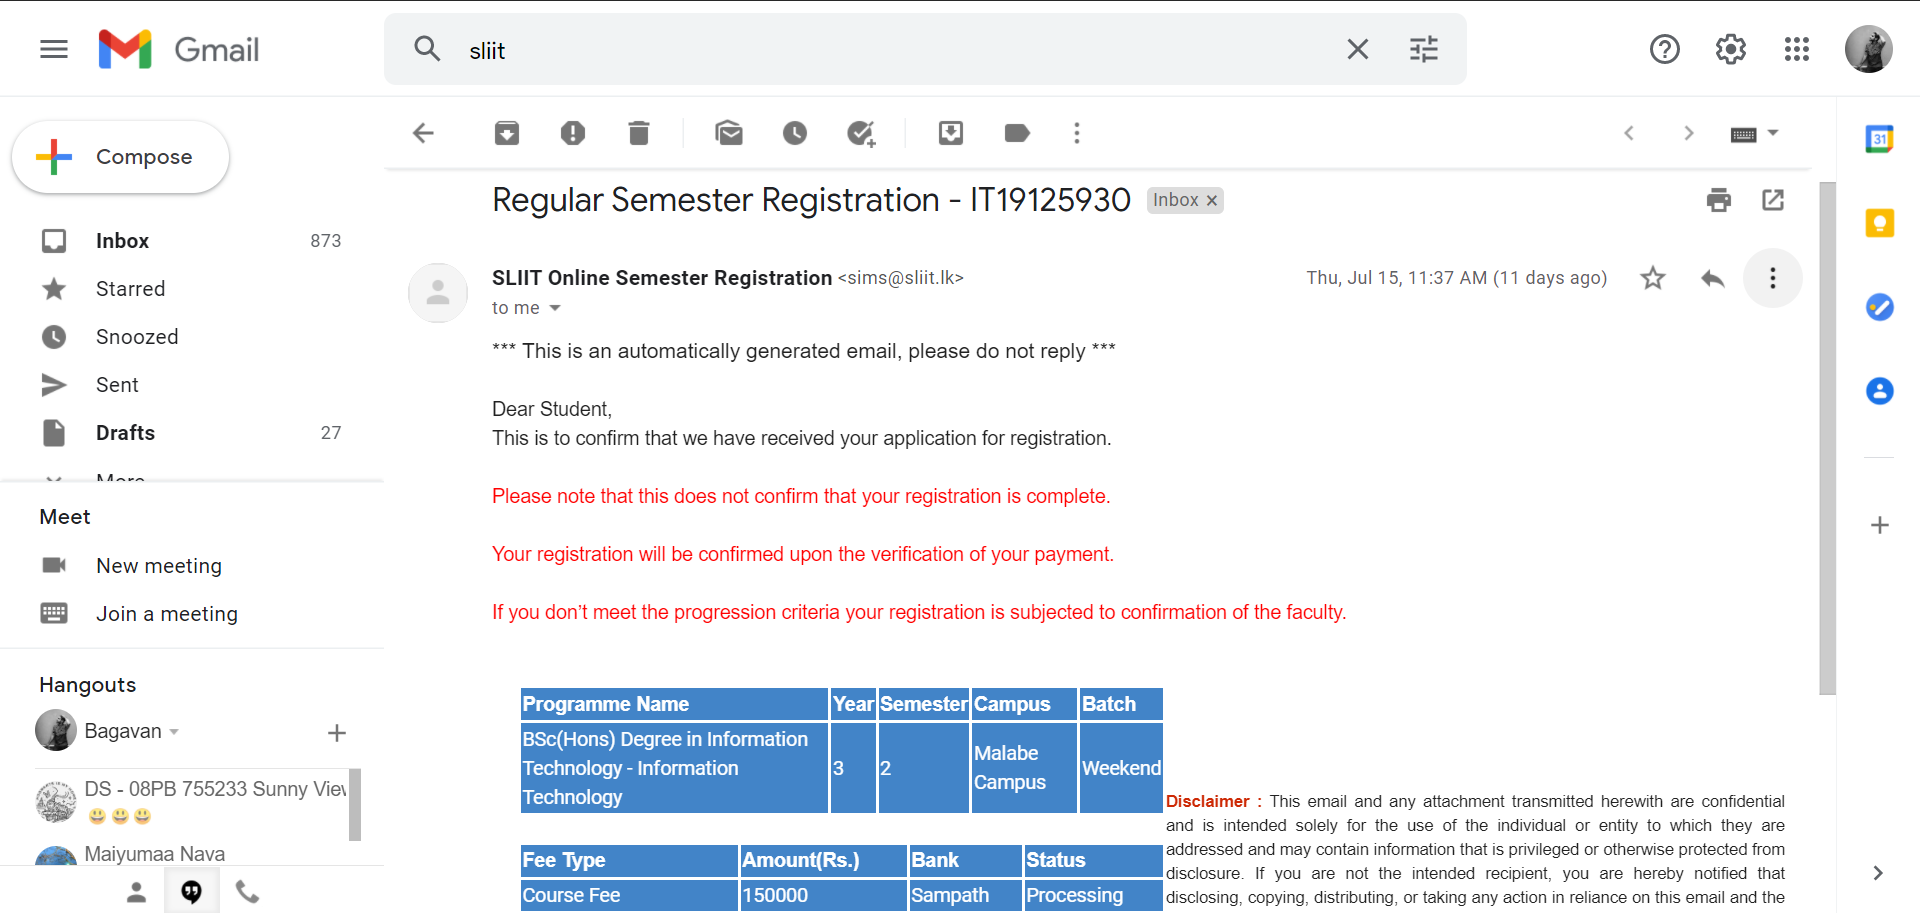 Gmail
sliit
Compose
Inbox 873
Starred
Snoozed
Sent
Drafts 27
More
Meet
New meeting
Join a meeting
Hangouts
Bagavan
DS - 08PB 755233 Sunny View
Maiyumaa Nava
Regular Semester Registration - IT19125930 Inbox ×
SLIIT Online Semester Registration <sims@sliit.lk>
Thu, Jul 15, 11:37 AM (11 days ago)
to me
*** This is an automatically generated email, please do not reply ***
Dear Student,
This is to confirm that we have received your application for registration.
Please note that this does not confirm that your registration is complete.
Your registration will be confirmed upon the verification of your payment.
If you don’t meet the progression criteria your registration is subjected to confirmation of the faculty.
Programme Name Year Semester Campus Batch
BSc(Hons) Degree in Information
Technology - Information
Technology
3
2
Malabe
Campus
Weekend
Fee Type Amount(Rs.) Bank Status
Course Fee 150000 Sampath Processing
Disclaimer : This email and any attachment transmitted herewith are confidential
and is intended solely for the use of the individual or entity to which they are
addressed and may contain information that is privileged or otherwise protected from
disclosure. If you are not the intended recipient, you are hereby notified that
disclosing, copying, distributing, or taking any action in reliance on this email and the
31